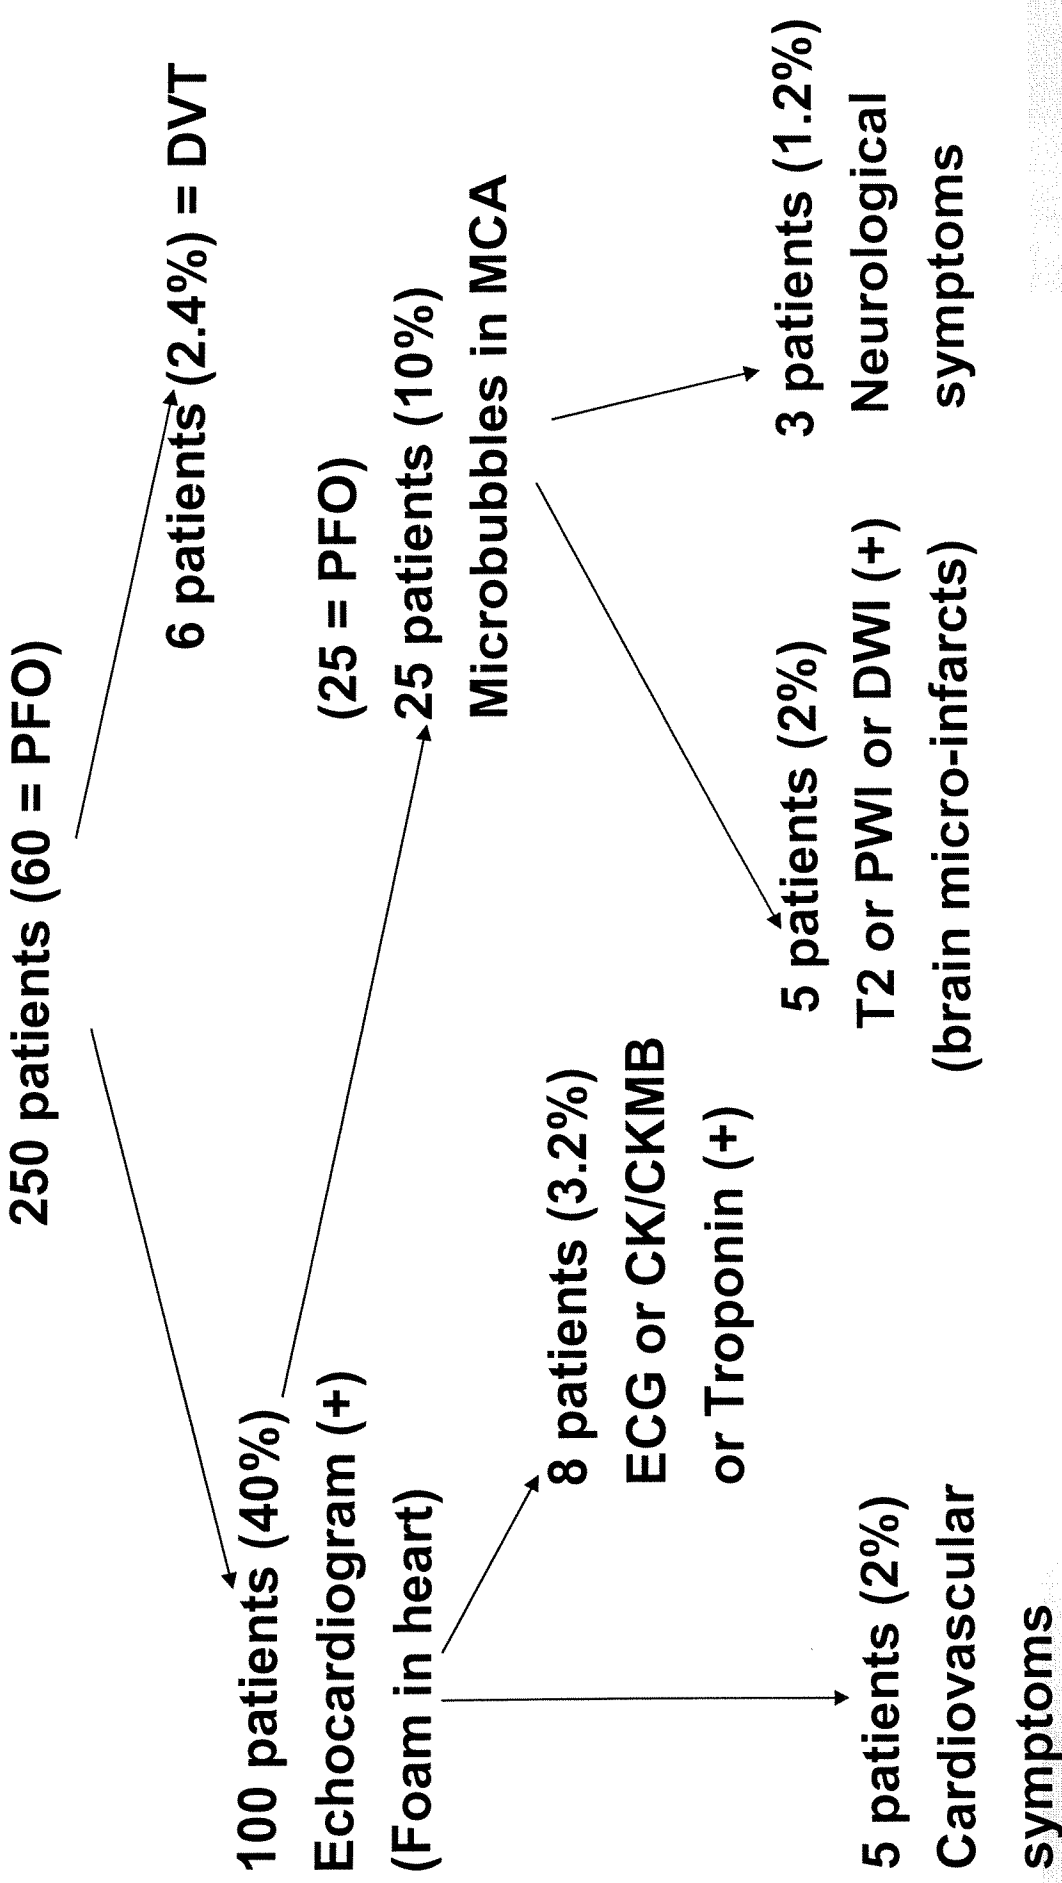 250 patients (60 = PFO)
6 patients (2.4%) = DVT
100 patients (40%)
Echocardiogram (+)
(Foam in heart)
(25 = PFO)
25 patients (10%)
Microbubbles in MCA
8 patients (3.2%)
ECG or CK/CKMB
or Troponin (+)
5 patients (2%)
Cardiovascular
symptoms
5 patients (2%)
T2 or PWI or DWI (+)
(brain micro-infarcts)
3 patients (1.2%)
Neurological
symptoms